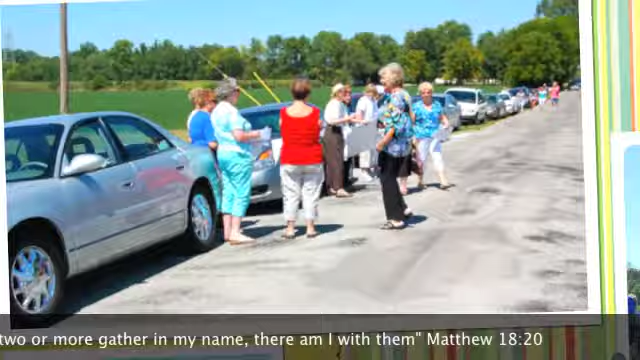 two or more gather in my name, there am I with them" Matthew 18:20